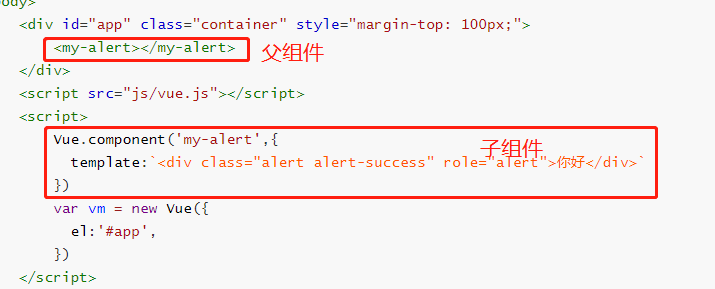 body>
<div id="app" class="container" style="margin-top: 100px;">
<my-alert></my-alert> 父组件
</div>
<script src="js/vue.js"></script>
<script>
Vue.component('my-alert',{ 子组件
template:`<div class="alert alert-success" role="alert">你好</div>`
})
var vm = new Vue({
el:'#app',
})
</script>